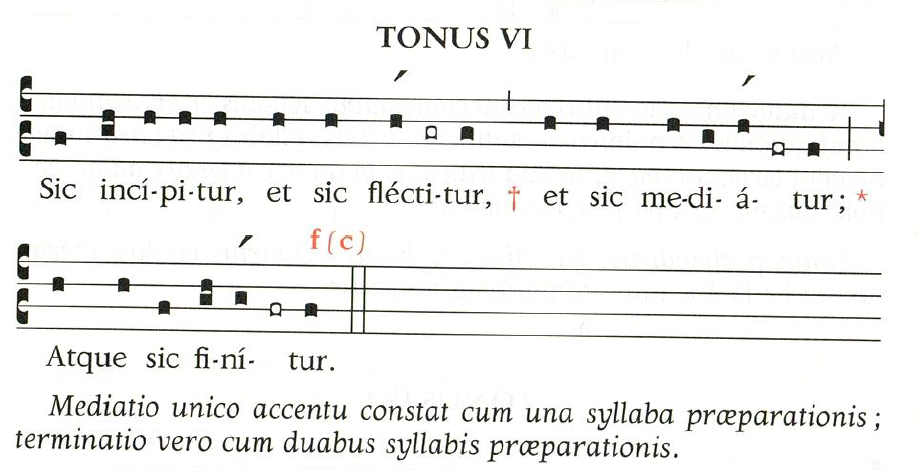 TONUS VI
Sic incí-pi-tur, et sic flécti-tur, † et sic me-di- á- tur; *
f (c)
Atque sic fi-ní- tur.
Mediatio unico accentu constat cum una syllaba præparationis;
terminatio vero cum duabus syllabis præparationis.